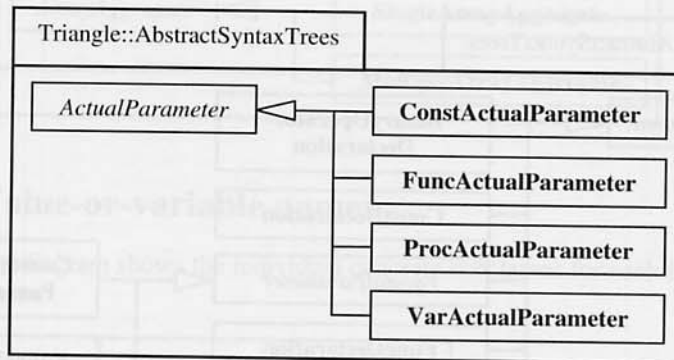 Triangle::AbstractSyntaxTrees
ActualParameter
ConstActualParameter
FuncActualParameter
ProcActualParameter
VarActualParameter